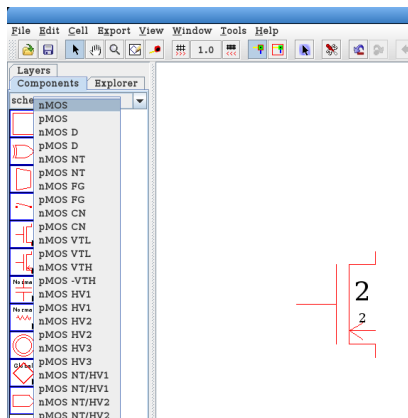 File Edit Cell Export View Window Tools Help
1.0
Layers
Components Explorer
sche
nMOS
pMOS
nMOS D
pMOS D
nMOS NT
pMOS NT
nMOS FG
pMOS FG
nMOS CN
pMOS CN
nMOS VTL
pMOS VTL
nMOS VTH
pMOS -VTH
nMOS HV1
pMOS HV1
nMOS HV2
pMOS HV2
nMOS HV3
pMOS HV3
nMOS NT/HV1
pMOS NT/HV1
nMOS NT/HV2
pMOS NT/HV2
2
2